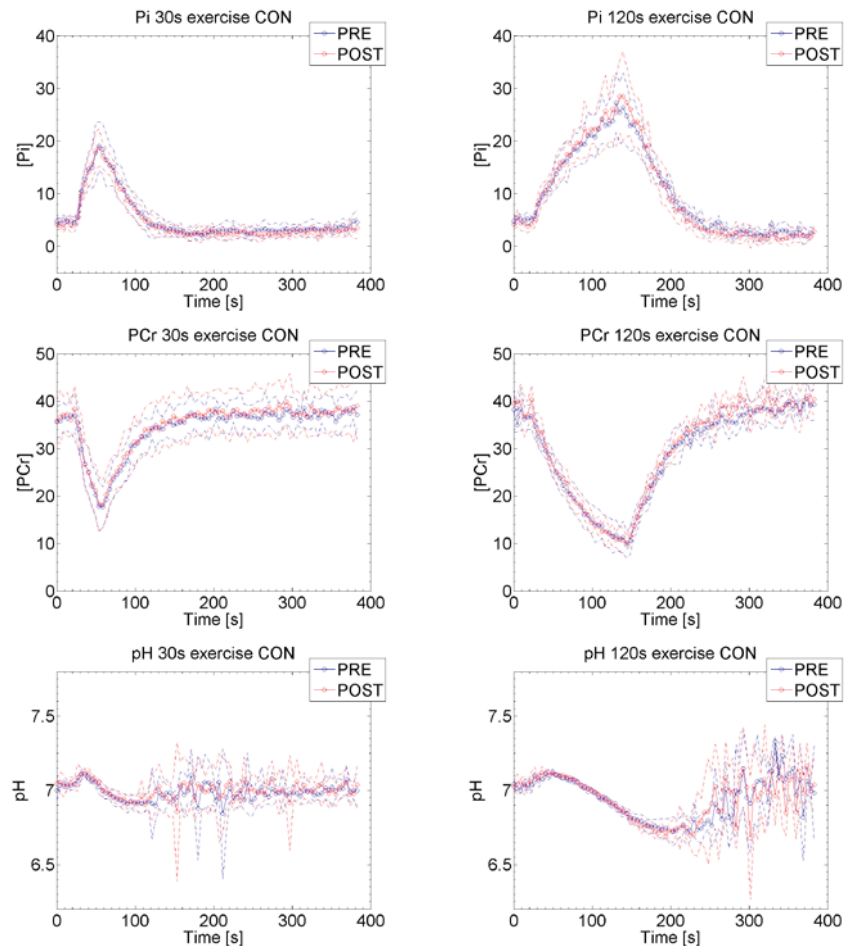 Pi 30s exercise CON
PRE
POST
40
30
20
10
0
[Pi]
0 100 200 300 400
Time [s]
Pi 120s exercise CON
PRE
POST
40
30
20
10
0
[Pi]
0 100 200 300 400
Time [s]
PCr 30s exercise CON
PRE
POST
50
40
30
20
10
0
[PCr]
0 100 200 300 400
Time [s]
PCr 120s exercise CON
PRE
POST
50
40
30
20
10
0
[PCr]
0 100 200 300 400
Time [s]
pH 30s exercise CON
PRE
POST
7.5
7
6.5
pH
0 100 200 300 400
Time [s]
pH 120s exercise CON
PRE
POST
7.5
7
6.5
pH
0 100 200 300 400
Time [s]